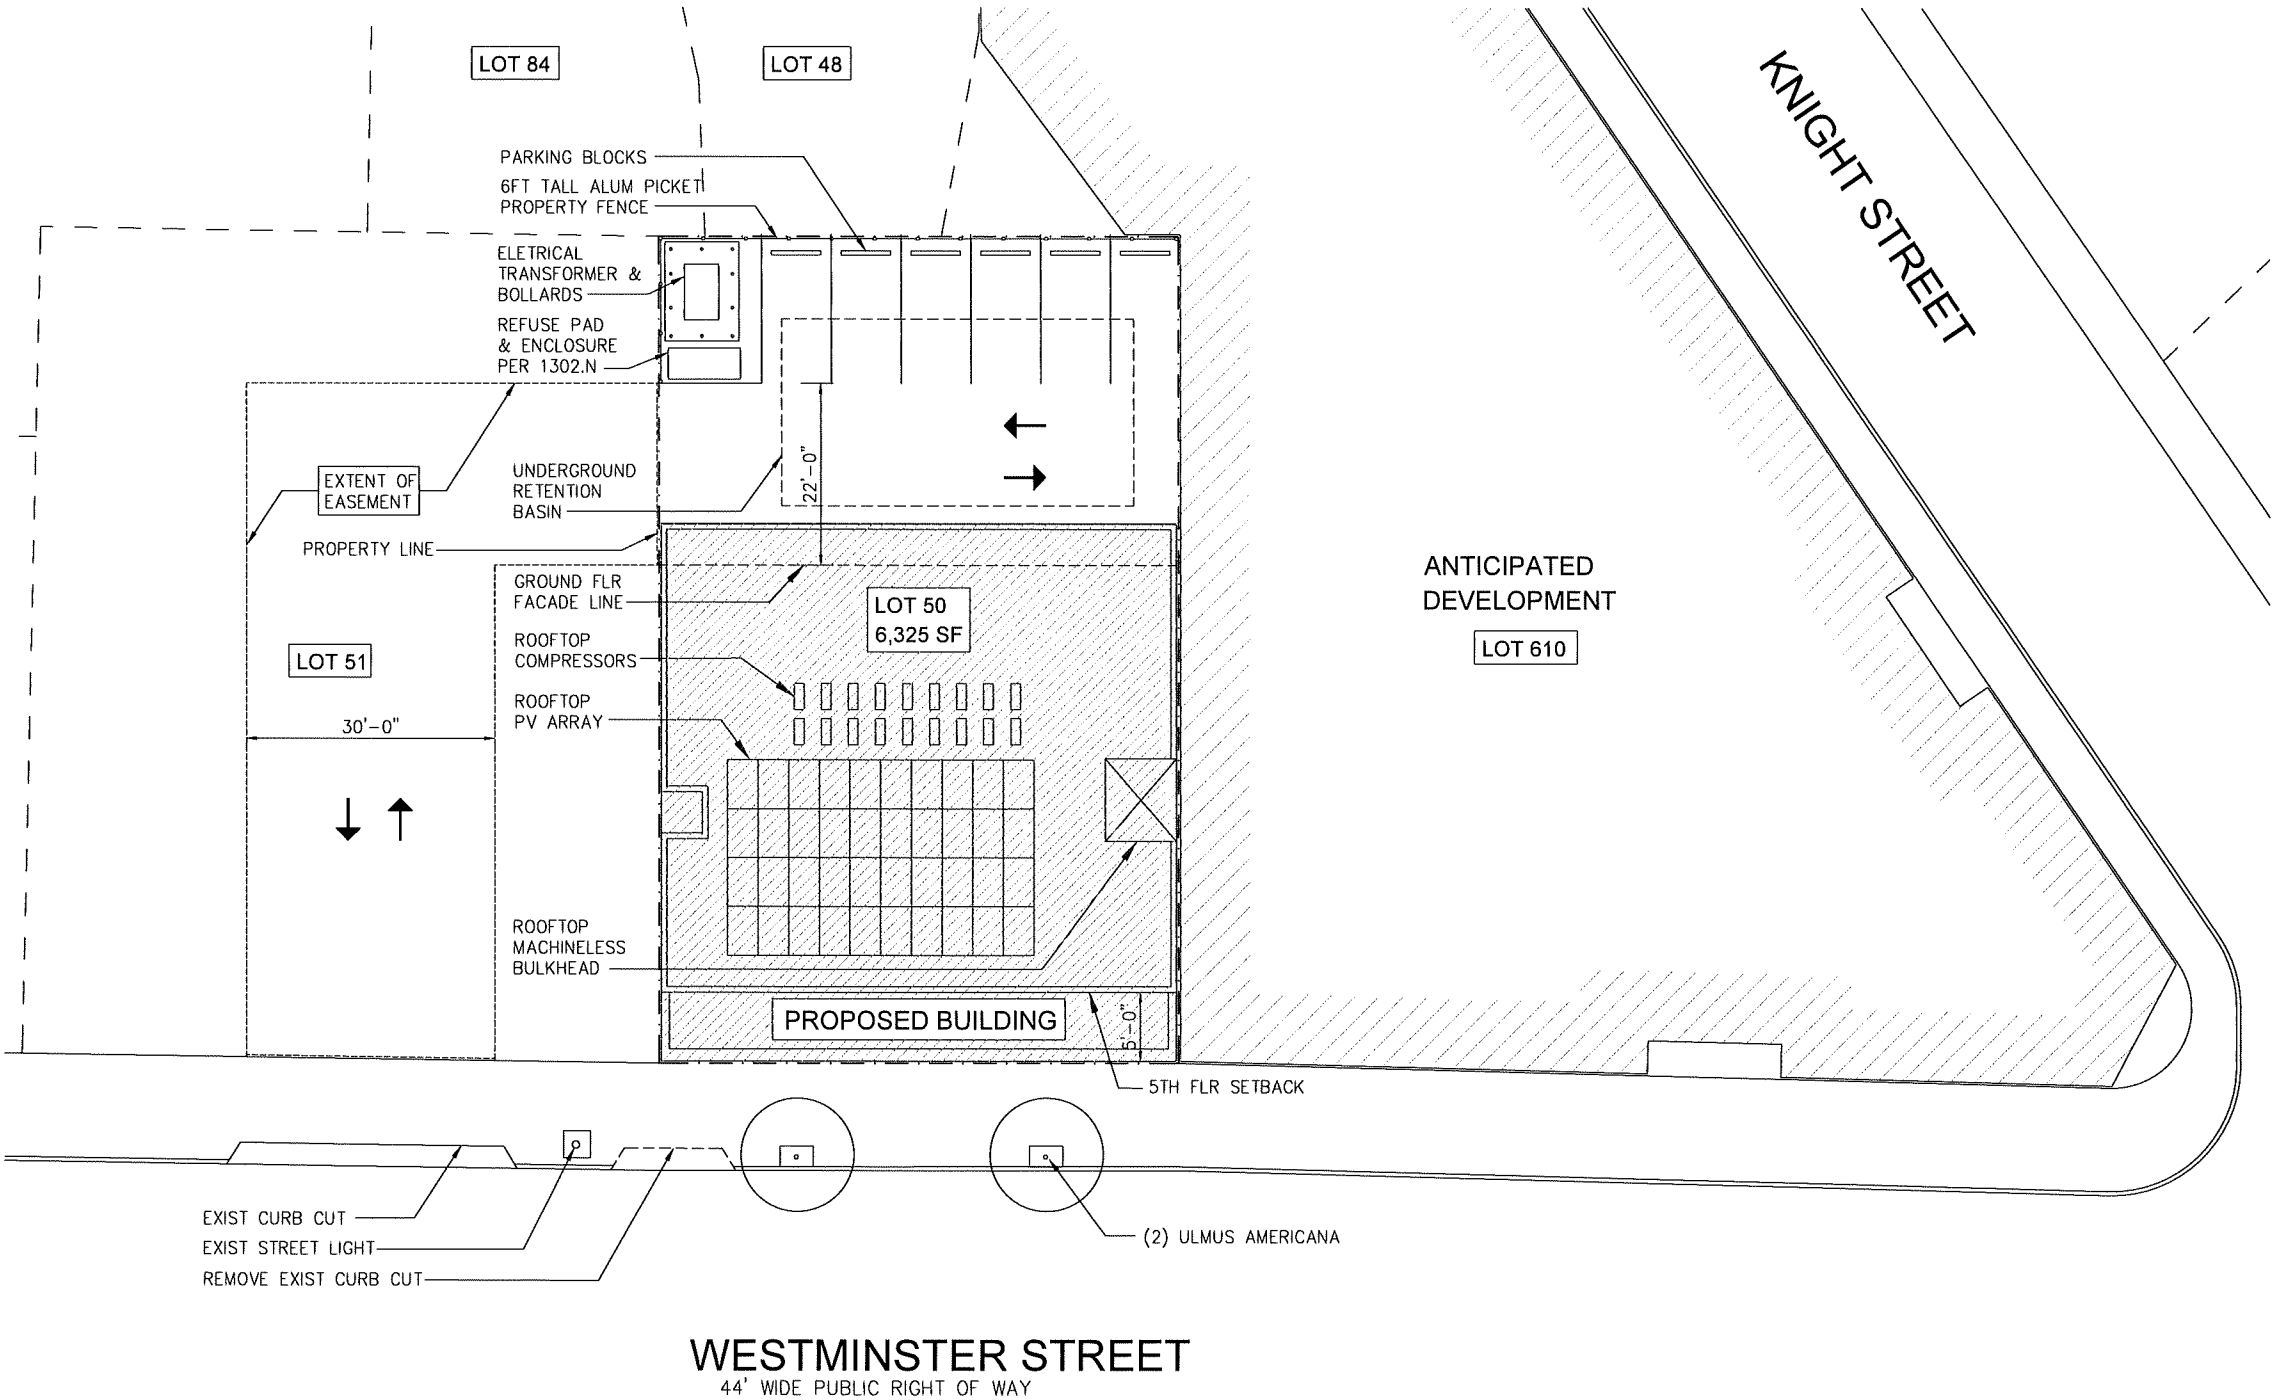 LOT 84
LOT 48
KNIGHT STREET
PARKING BLOCKS
6FT TALL ALUM PICKET
PROPERTY FENCE
ELETRICAL
TRANSFORMER &
BOLLARDS
REFUSE PAD
& ENCLOSURE
PER 1302.N
EXTENT OF
EASEMENT
UNDERGROUND
RETENTION
BASIN
22'-0"
PROPERTY LINE
GROUND FLR
FACADE LINE
LOT 50
6,325 SF
ANTICIPATED
DEVELOPMENT
LOT 610
LOT 51
ROOFTOP
COMPRESSORS
ROOFTOP
PV ARRAY
30'-0"
ROOFTOP
MACHINELESS
BULKHEAD
PROPOSED BUILDING
5'-0"
5TH FLR SETBACK
EXIST CURB CUT
EXIST STREET LIGHT
REMOVE EXIST CURB CUT
(2) ULMUS AMERICANA
WESTMINSTER STREET
44' WIDE PUBLIC RIGHT OF WAY